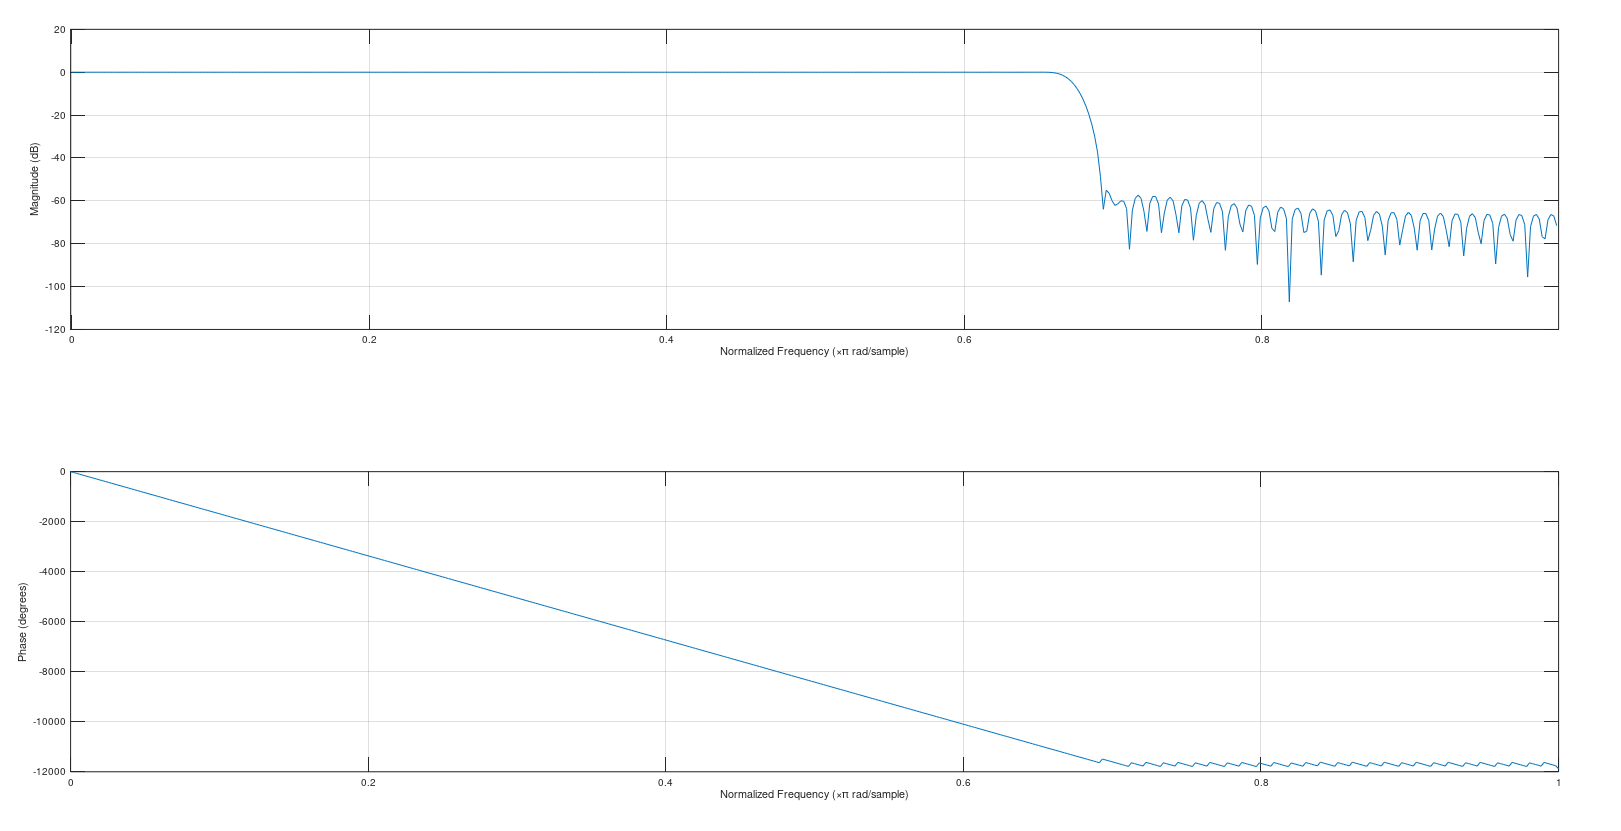 20
0
-20
-40
-60
-80
-100
-120
Magnitude (dB)
0 0.2 0.4 0.6 0.8
Normalized Frequency (×π rad/sample)
0
-2000
-4000
-6000
-8000
-10000
-12000
Phase (degrees)
0 0.2 0.4 0.6 0.8 1
Normalized Frequency (×π rad/sample)